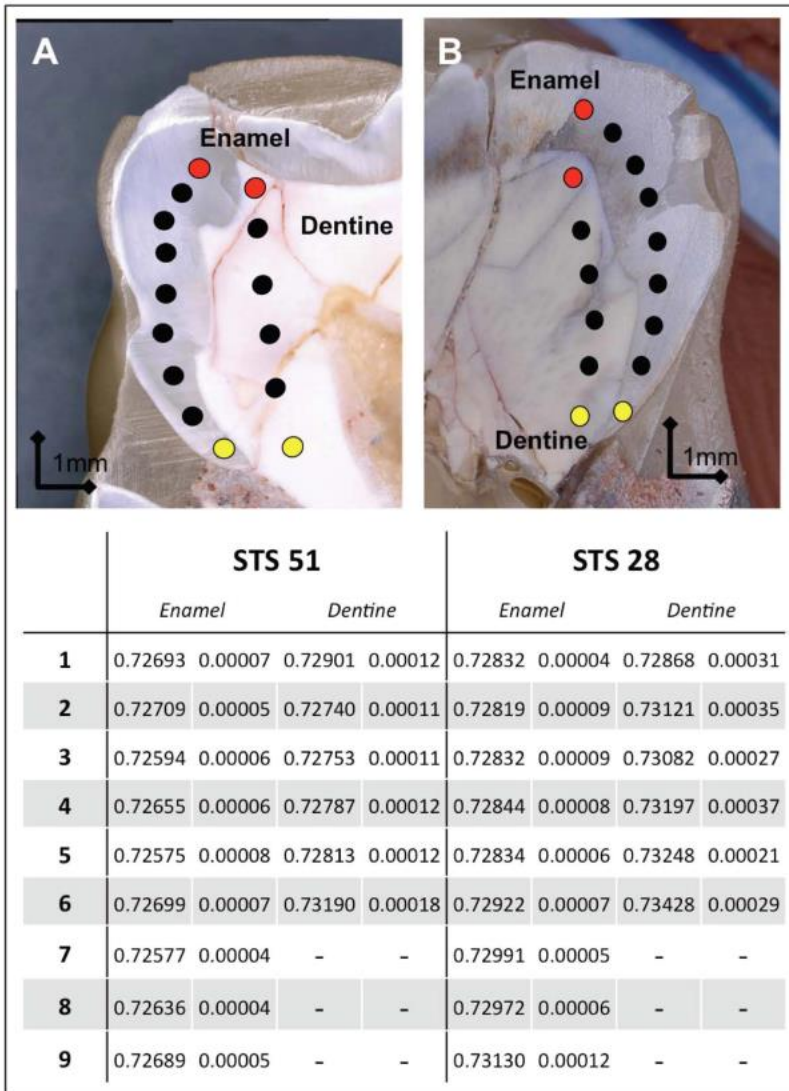 A
Enamel
Dentine
1mm
B
Enamel
Dentine
1mm
STS 51 STS 28
Enamel Dentine Enamel Dentine
1 0.72693 0.00007 0.72901 0.00012 0.72832 0.00004 0.72868 0.00031
2 0.72709 0.00005 0.72740 0.00011 0.72819 0.00009 0.73121 0.00035
3 0.72594 0.00006 0.72753 0.00011 0.72832 0.00009 0.73082 0.00027
4 0.72655 0.00006 0.72787 0.00012 0.72844 0.00008 0.73197 0.00037
5 0.72575 0.00008 0.72813 0.00012 0.72834 0.00006 0.73248 0.00021
6 0.72699 0.00007 0.73190 0.00018 0.72922 0.00007 0.73428 0.00029
7 0.72577 0.00004 – – 0.72991 0.00005 – –
8 0.72636 0.00004 – – 0.72972 0.00006 – –
9 0.72689 0.00005 – – 0.73130 0.00012 – –